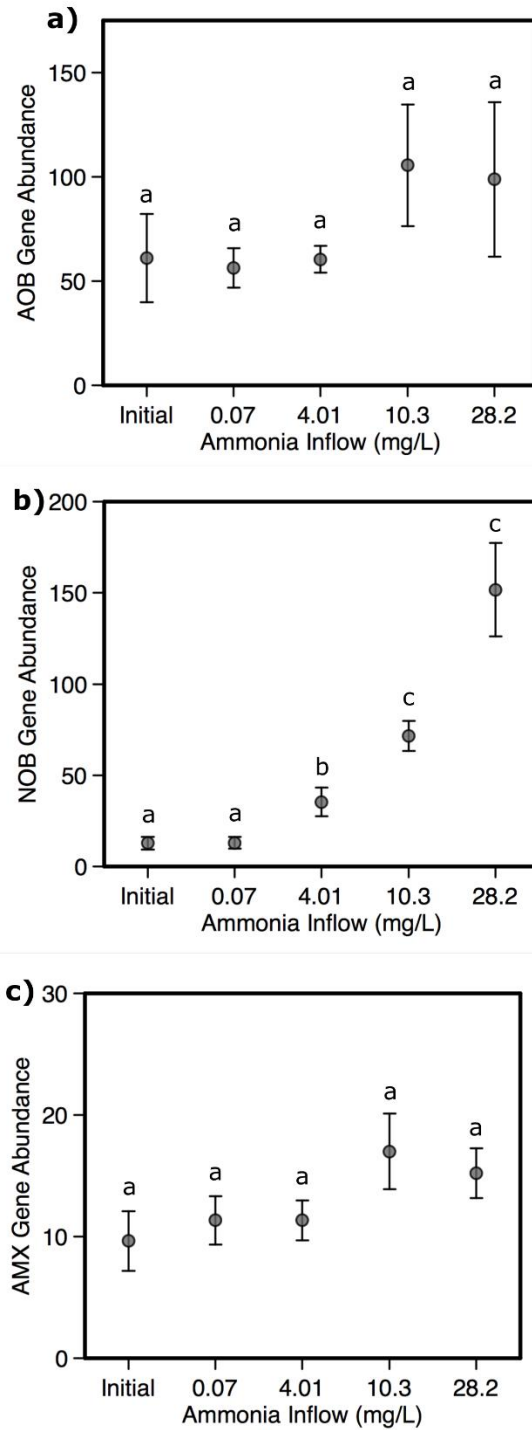 a)
AOB Gene Abundance
150
100
50
0
a
a
a
a
a
Initial 0.07 4.01 10.3 28.2
Ammonia Inflow (mg/L)
b)
NOB Gene Abundance
200
150
100
50
0
a
a
b
c
c
Initial 0.07 4.01 10.3 28.2
Ammonia Inflow (mg/L)
c)
AMX Gene Abundance
30
20
10
0
a
a
a
a
a
Initial 0.07 4.01 10.3 28.2
Ammonia Inflow (mg/L)